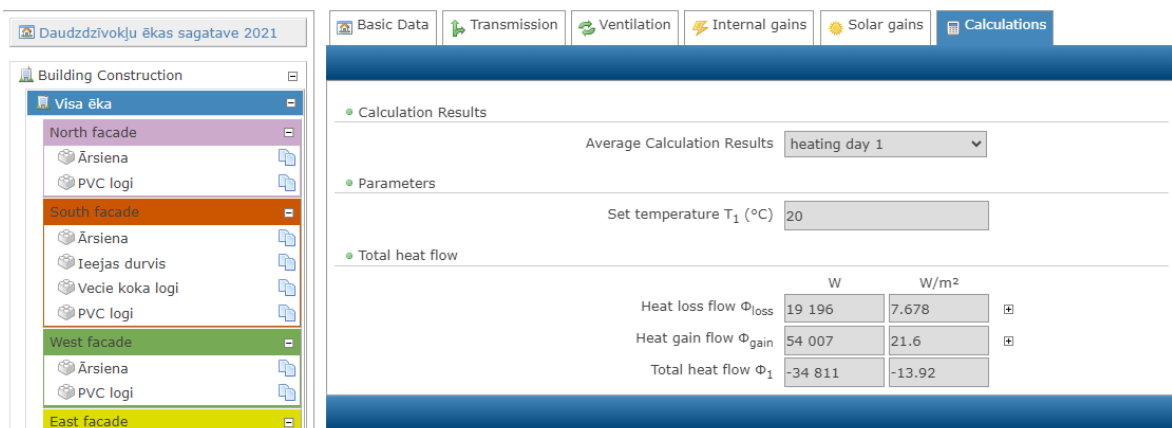 Daudzdzīvokļu ēkas sagatave 2021
Building Construction
Visa ēka
North facade
Ārsiena
PVC logi
South facade
Ārsiena
Ieejas durvis
Vecie koka logi
PVC logi
West facade
Ārsiena
PVC logi
East facade
Basic Data Transmission Ventilation Internal gains Solar gains Calculations
Calculation Results
Average Calculation Results heating day 1
Parameters
Set temperature T₁ (°C) 20
Total heat flow
W W/m²
Heat loss flow Φloss 19 196 7.678
Heat gain flow Φgain 54 007 21.6
Total heat flow Φ₁ -34 811 -13.92